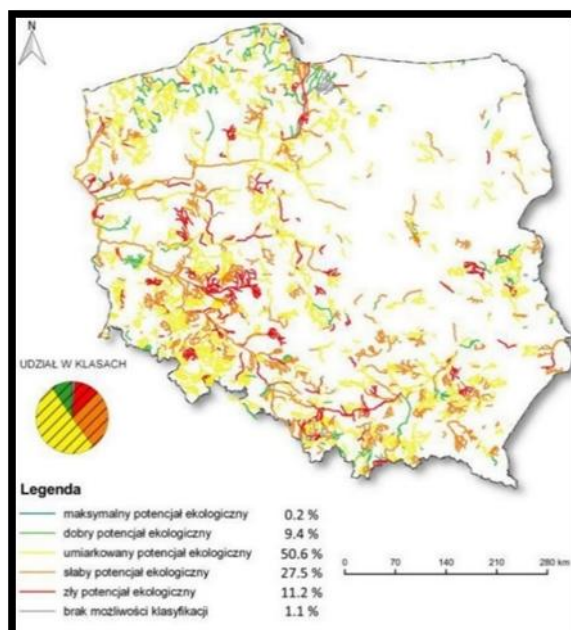 N
UDZIAŁ W KLASACH
Legenda
maksymalny potencjał ekologiczny 0.2 %
dobry potencjał ekologiczny 9.4 %
umiarkowany potencjał ekologiczny 50.6 %
słaby potencjał ekologiczny 27.5 %
zły potencjał ekologiczny 11.2 %
brak możliwości klasyfikacji 1.1 %
0 70 140 210 280 km